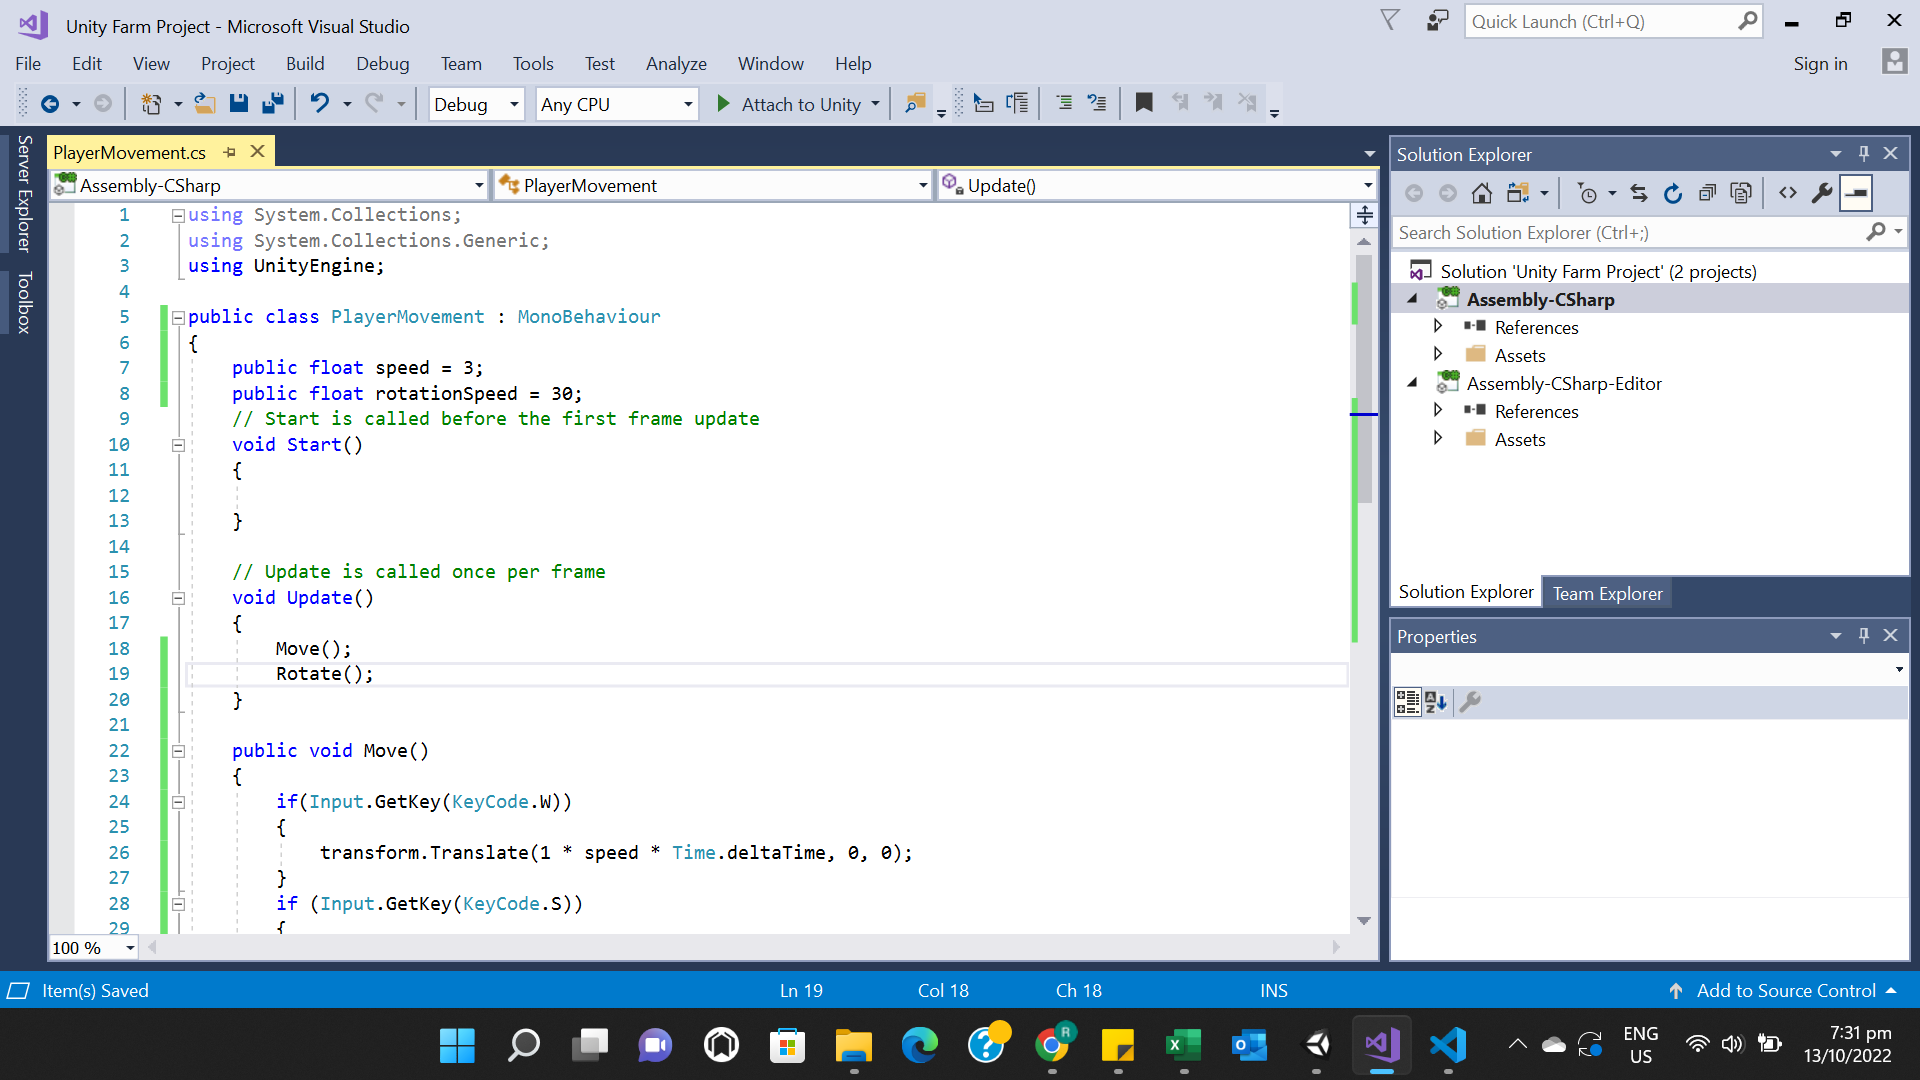 Unity Farm Project - Microsoft Visual Studio
Quick Launch (Ctrl+Q)
File Edit View Project Build Debug Team Tools Test Analyze Window Help
Sign in
Debug Any CPU Attach to Unity
Server Explorer
Toolbox
PlayerMovement.cs
Assembly-CSharp PlayerMovement Update()
1 using System.Collections;
2 using System.Collections.Generic;
3 using UnityEngine;
4
5 public class PlayerMovement : MonoBehaviour
6 {
7 public float speed = 3;
8 public float rotationSpeed = 30;
9 // Start is called before the first frame update
10 void Start()
11 {
12
13 }
14
15 // Update is called once per frame
16 void Update()
17 {
18 Move();
19 Rotate();
20 }
21
22 public void Move()
23 {
24 if(Input.GetKey(KeyCode.W))
25 {
26 transform.Translate(1 * speed * Time.deltaTime, 0, 0);
27 }
28 if (Input.GetKey(KeyCode.S))
29 {
100 %
Solution Explorer
Search Solution Explorer (Ctrl+;)
Solution 'Unity Farm Project' (2 projects)
Assembly-CSharp
References
Assets
Assembly-CSharp-Editor
References
Assets
Solution Explorer Team Explorer
Properties
Item(s) Saved Ln 19 Col 18 Ch 18 INS Add to Source Control
R
ENG
US
7:31 pm
13/10/2022